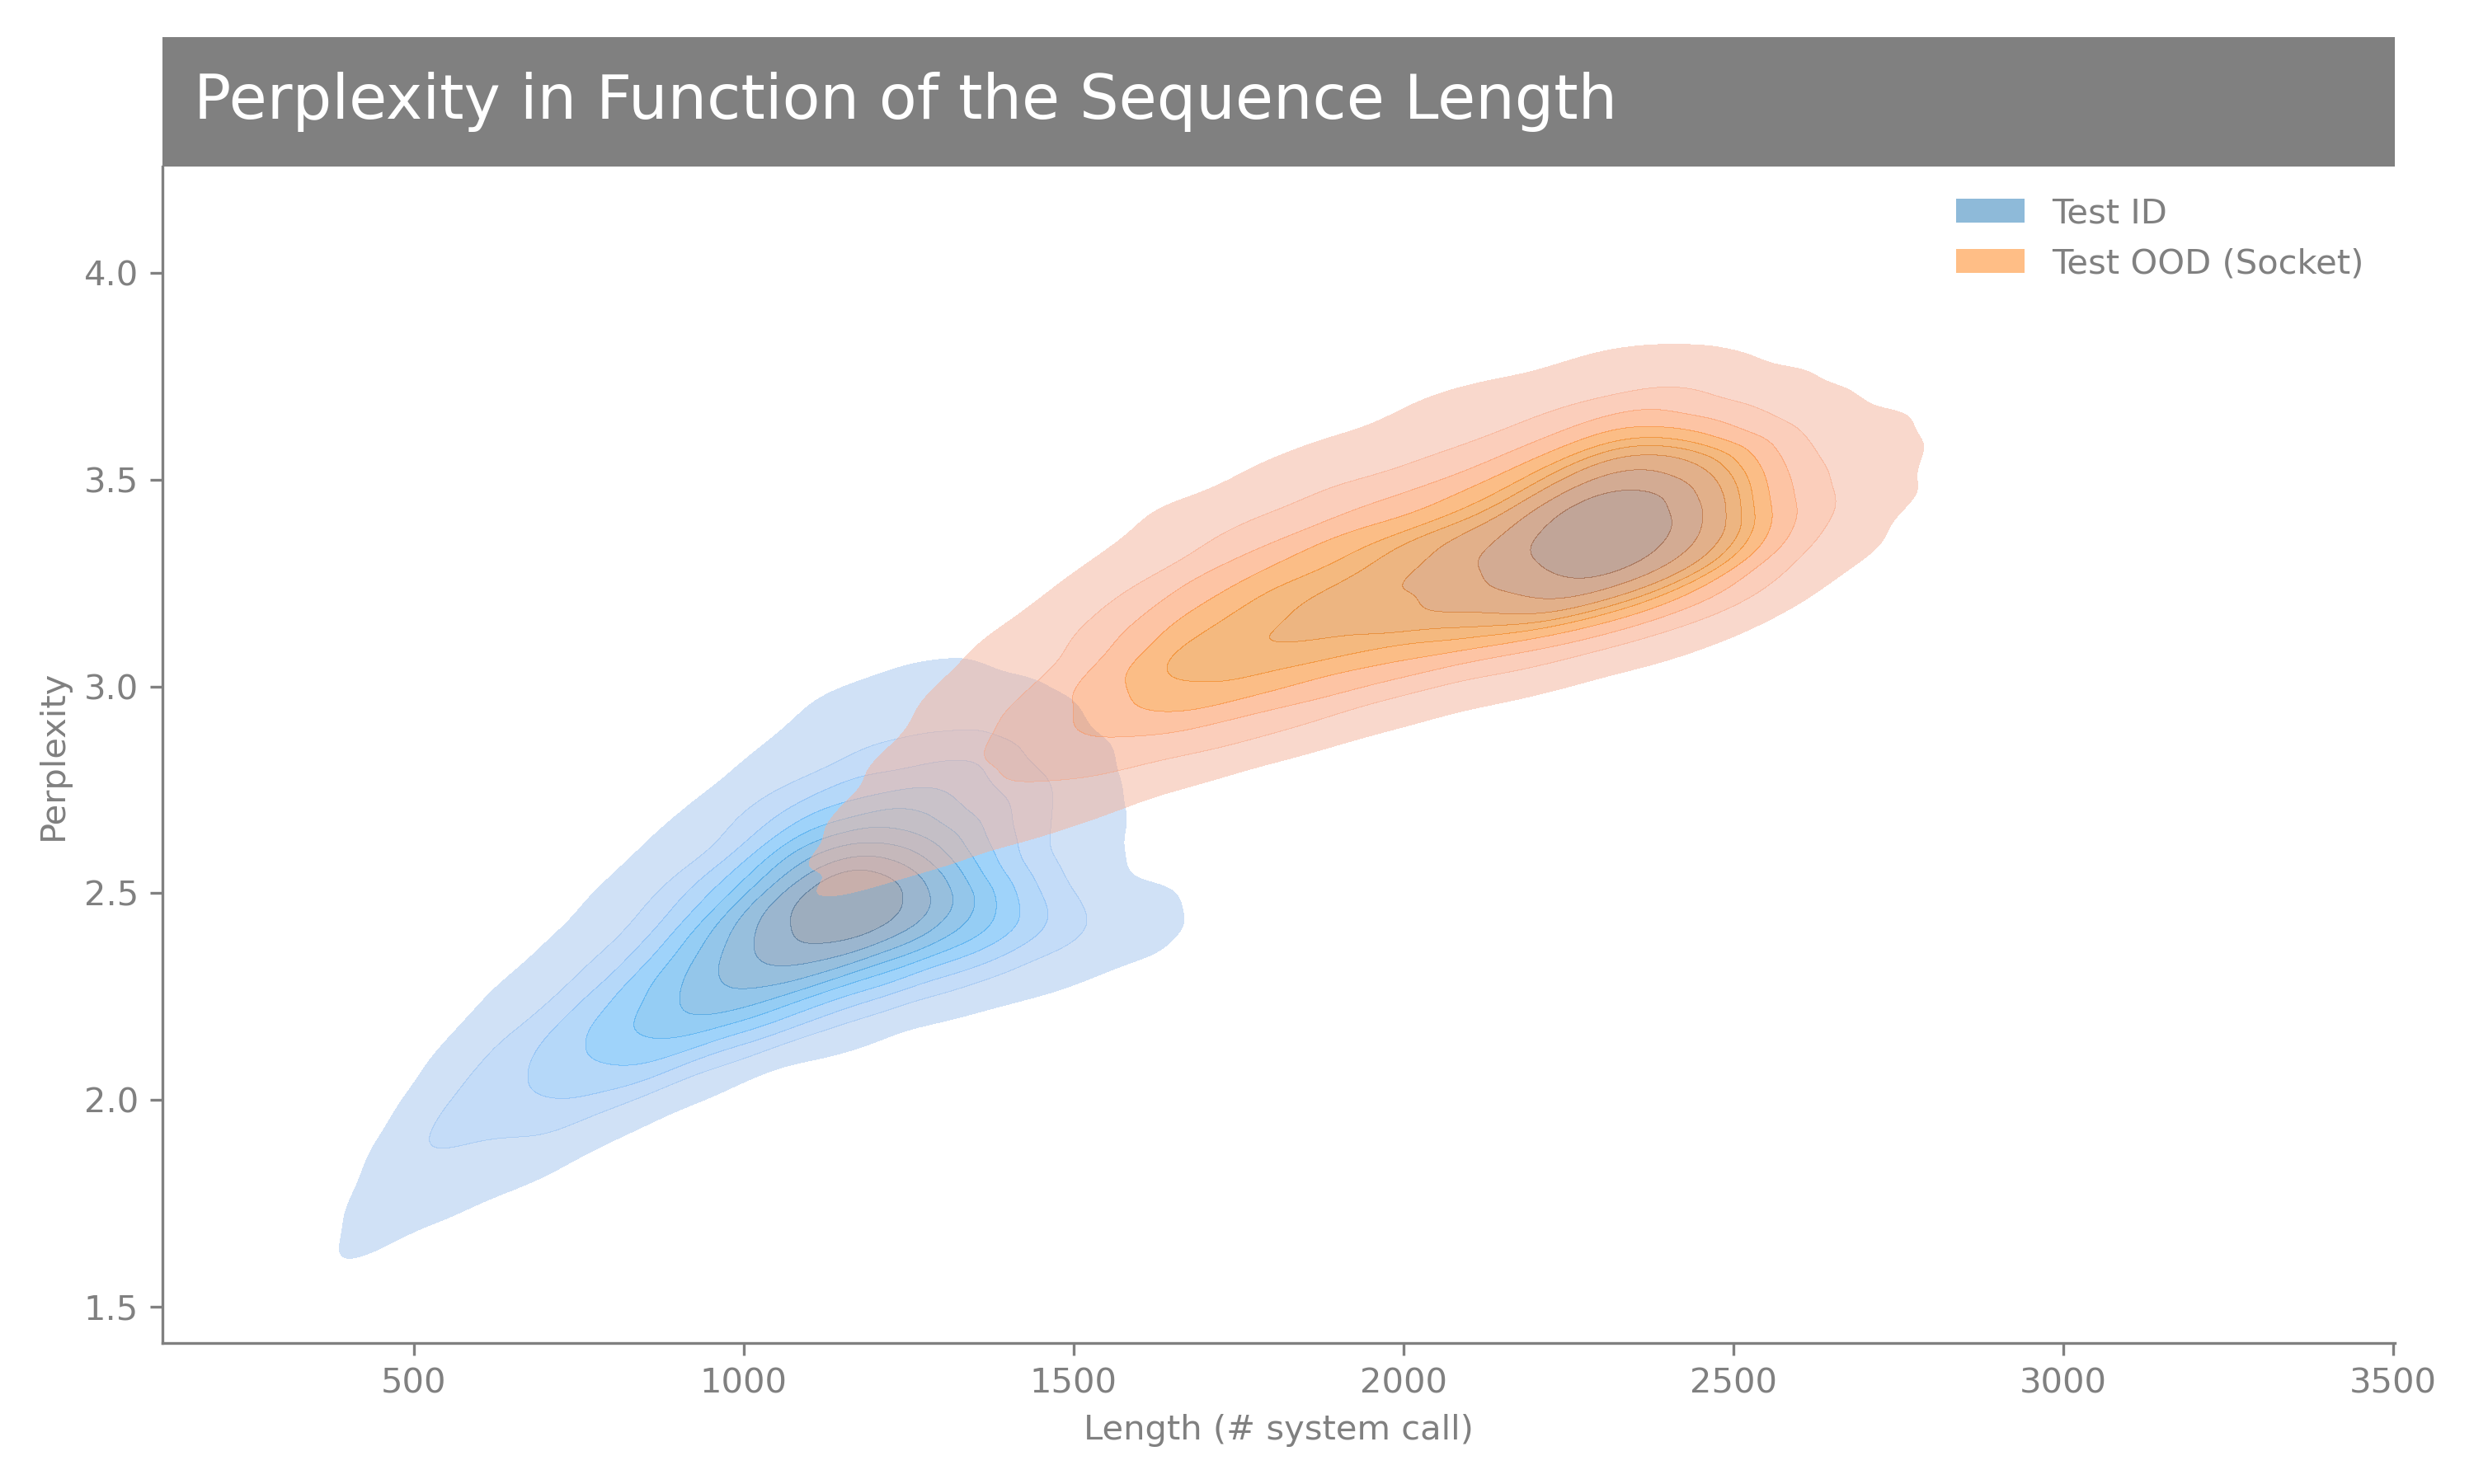 Perplexity in Function of the Sequence Length
Test ID
Test OOD (Socket)
4.0
3.5
3.0
2.5
2.0
1.5
Perplexity
500 1000 1500 2000 2500 3000 3500
Length (# system call)